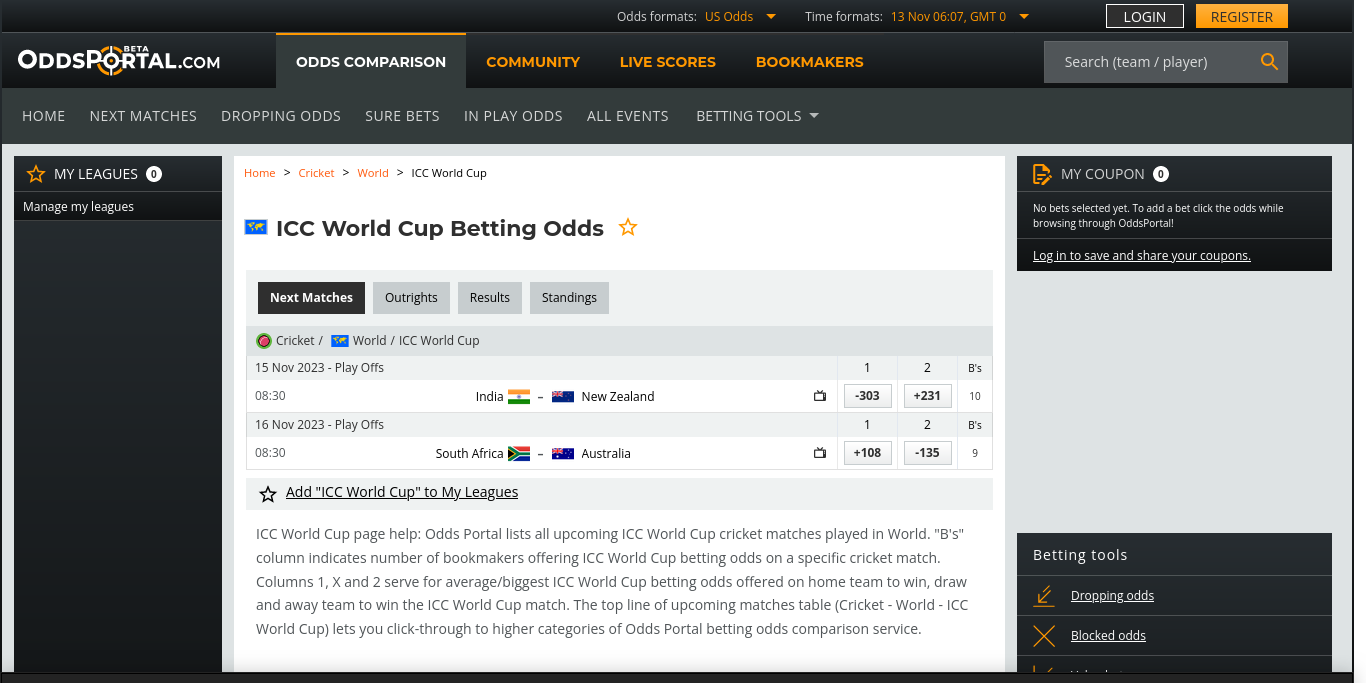 Odds formats: US Odds Time formats: 13 Nov 06:07, GMT 0 LOGIN REGISTER
ODDSPORTAL.COM BETA ODDS COMPARISON COMMUNITY LIVE SCORES BOOKMAKERS Search (team / player)
HOME NEXT MATCHES DROPPING ODDS SURE BETS IN PLAY ODDS ALL EVENTS BETTING TOOLS
MY LEAGUES 0
Manage my leagues
Home > Cricket > World > ICC World Cup
ICC World Cup Betting Odds
Next Matches Outrights Results Standings
Cricket / World / ICC World Cup
15 Nov 2023 - Play Offs 1 2 B's
08:30 India – New Zealand -303 +231 10
16 Nov 2023 - Play Offs 1 2 B's
08:30 South Africa – Australia +108 -135 9
Add "ICC World Cup" to My Leagues
ICC World Cup page help: Odds Portal lists all upcoming ICC World Cup cricket matches played in World. "B's"
column indicates number of bookmakers offering ICC World Cup betting odds on a specific cricket match.
Columns 1, X and 2 serve for average/biggest ICC World Cup betting odds offered on home team to win, draw
and away team to win the ICC World Cup match. The top line of upcoming matches table (Cricket - World - ICC
World Cup) lets you click-through to higher categories of Odds Portal betting odds comparison service.
MY COUPON 0
No bets selected yet. To add a bet click the odds while
browsing through OddsPortal!
Log in to save and share your coupons.
Betting tools
Dropping odds
Blocked odds